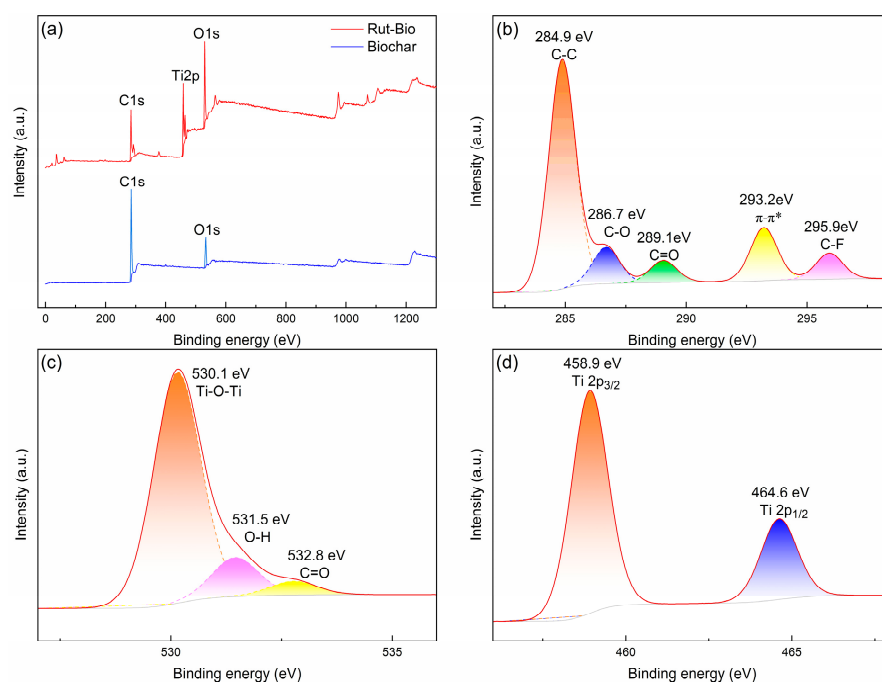 (a)
Rut-Bio
Biochar
O1s
Ti2p
C1s
C1s
O1s
Intensity (a.u.)
0 200 400 600 800 1000 1200
Binding energy (eV)
(b)
284.9 eV
C-C
286.7 eV
C-O
289.1eV
C=O
293.2eV
π-π*
295.9eV
C-F
Intensity (a.u.)
285 290 295
Binding energy (eV)
(c)
530.1 eV
Ti-O-Ti
531.5 eV
O-H
532.8 eV
C=O
Intensity (a.u.)
530 535
Binding energy (eV)
(d)
458.9 eV
Ti 2p3/2
464.6 eV
Ti 2p1/2
Intensity (a.u.)
460 465
Binding energy (eV)